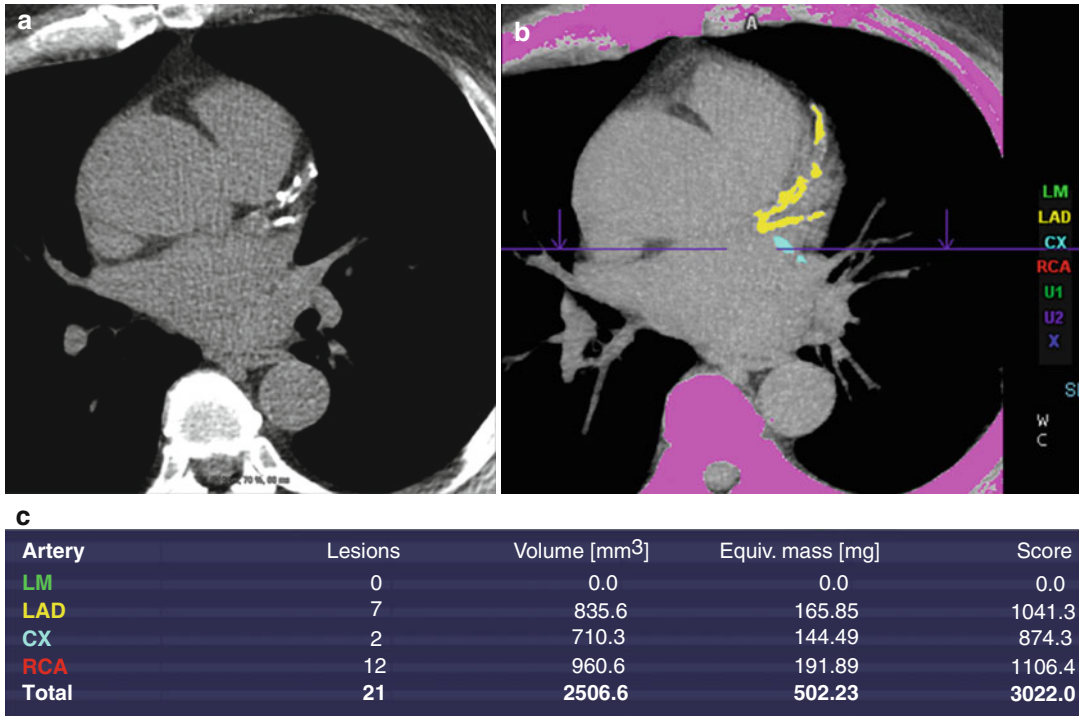 a
b
A
LM
LAD
CX
RCA
U1
U2
X
W
C
c
Artery Lesions Volume [mm3] Equiv. mass [mg] Score
LM 0 0.0 0.0 0.0
LAD 7 835.6 165.85 1041.3
CX 2 710.3 144.49 874.3
RCA 12 960.6 191.89 1106.4
Total 21 2506.6 502.23 3022.0